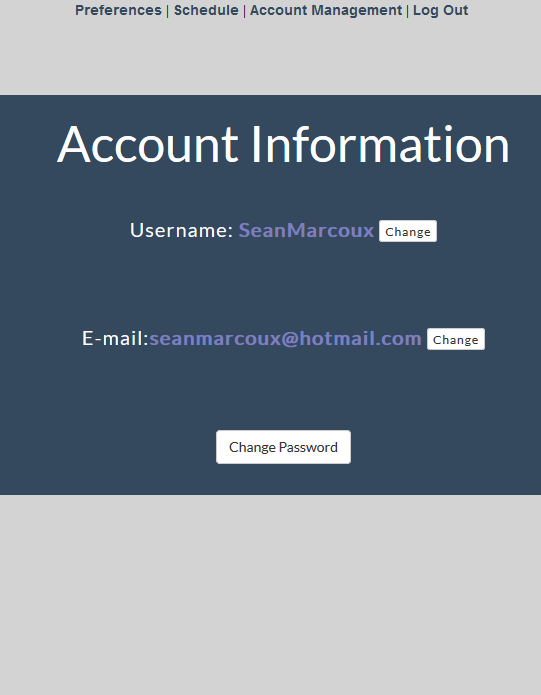 Preferences | Schedule | Account Management | Log Out
Account Information
Username: SeanMarcoux Change
E-mail:seanmarcoux@hotmail.com Change
Change Password